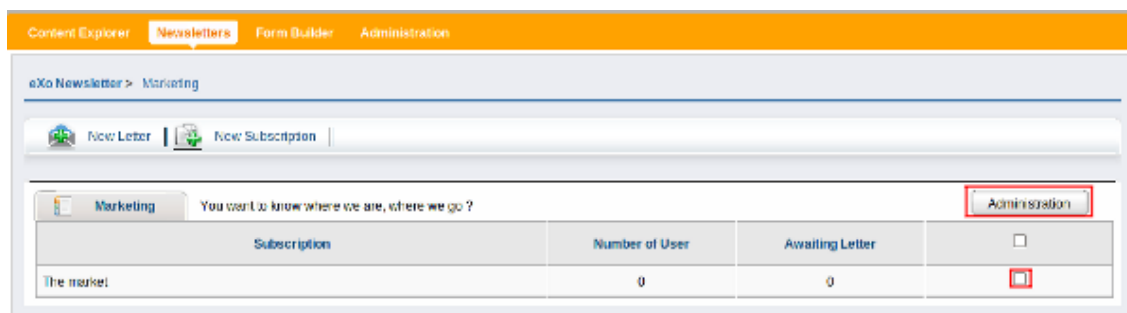 Content Explorer Newsletters Form Builder Administration
eXo Newsletter > Marketing
New Letter New Subscription
Marketing You want to know where we are, where we go ? Administration
Subscription Number of User Awaiting Letter
The market 0 0